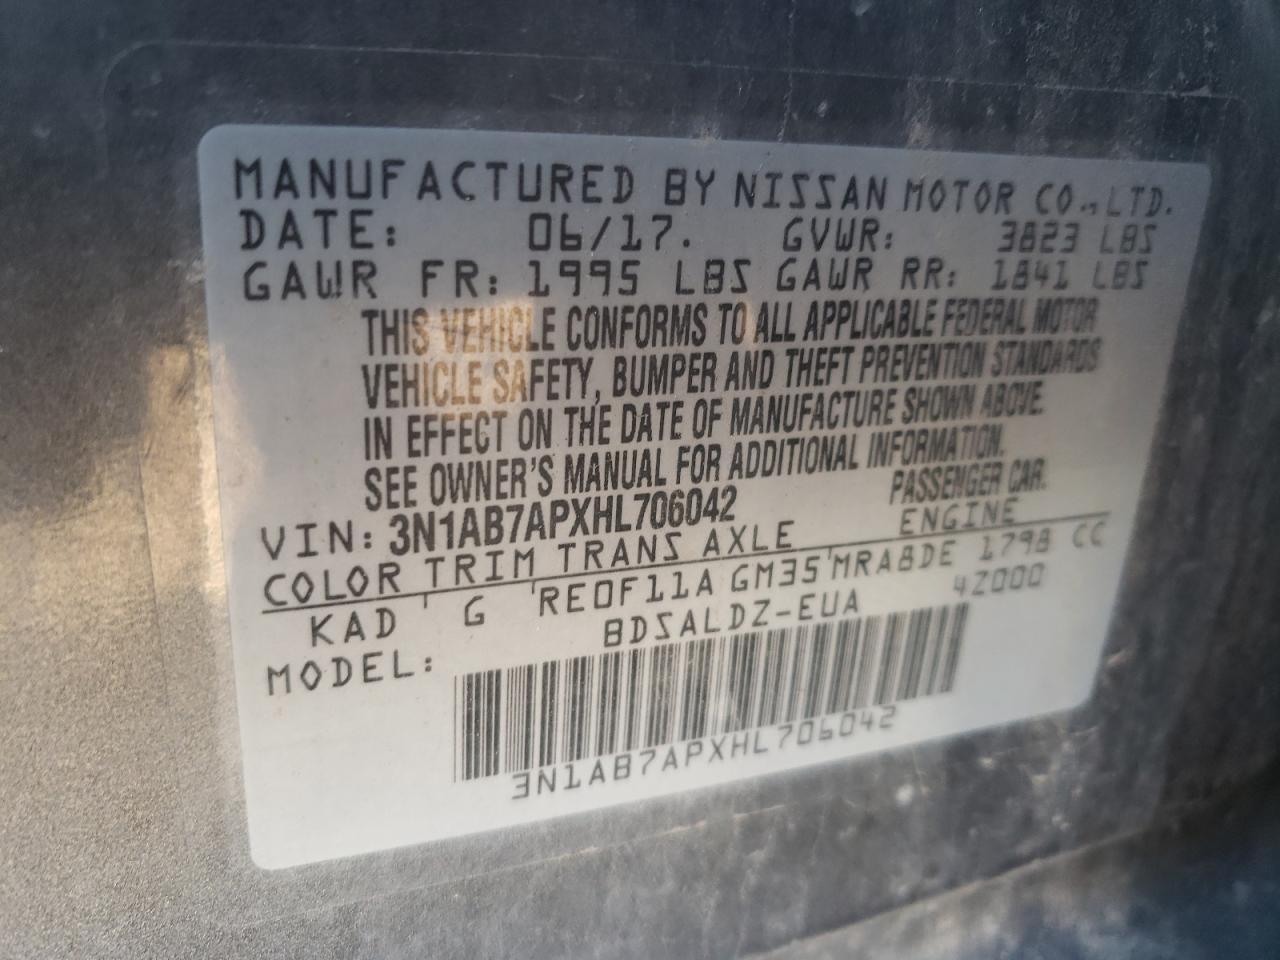 MANUFACTURED BY NISSAN MOTOR CO., LTD.
DATE: 06/17. GVWR: 3823 LBS
GAWR FR: 1995 LBS GAWR RR: 1841 LBS
THIS VEHICLE CONFORMS TO ALL APPLICABLE FEDERAL MOTOR
VEHICLE SAFETY, BUMPER AND THEFT PREVENTION STANDARDS
IN EFFECT ON THE DATE OF MANUFACTURE SHOWN ABOVE.
SEE OWNER'S MANUAL FOR ADDITIONAL INFORMATION.
VIN: 3N1AB7APXHL706042 PASSENGER CAR.
COLOR TRIM TRANS AXLE ENGINE
KAD ' G ' RE0F11A GM35 ' MRA8DE 1798 CC
MODEL: BDSALDZ-EUA 4Z000
3N1AB7APXHL706042